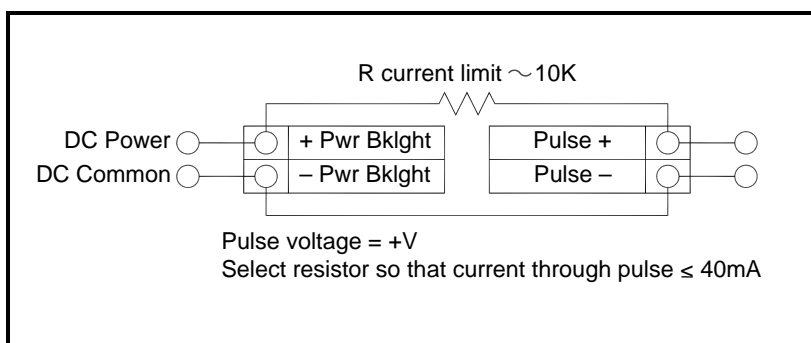 R current limit ～10K
DC Power
+ Pwr Bklght
Pulse +
DC Common
– Pwr Bklght
Pulse –
Pulse voltage = +V
Select resistor so that current through pulse ≤ 40mA